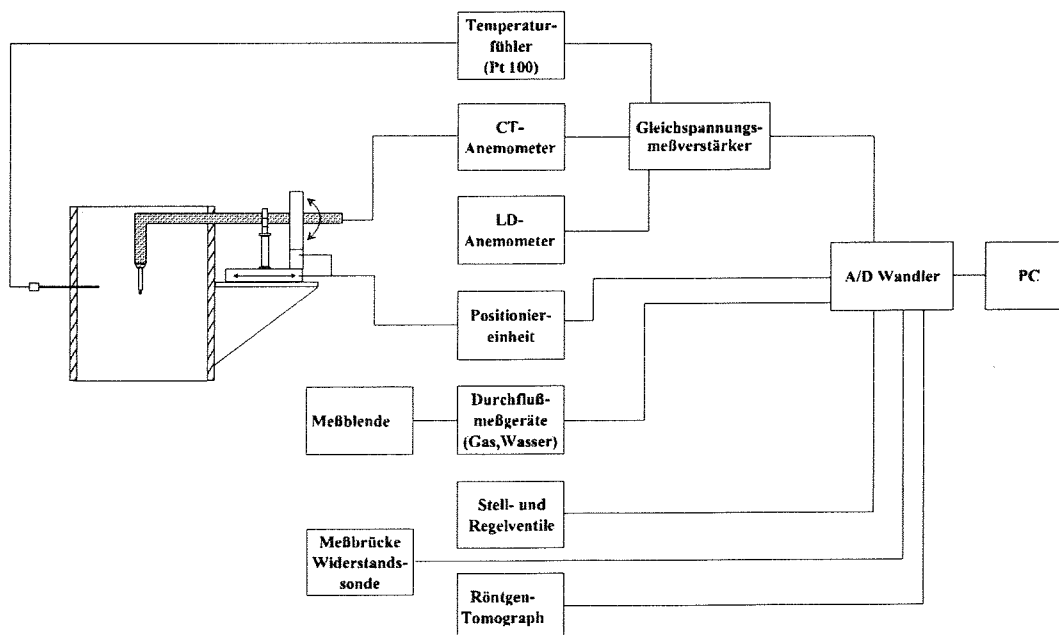 Temperatur-
fühler
(Pt 100)
CT-
Anemometer
Gleichspannungs-
meßverstärker
LD-
Anemometer
A/D Wandler
PC
Positionier-
einheit
Meßblende
Durchfluß-
meßgeräte
(Gas,Wasser)
Stell- und
Regelventile
Meßbrücke
Widerstands-
sonde
Röntgen-
Tomograph